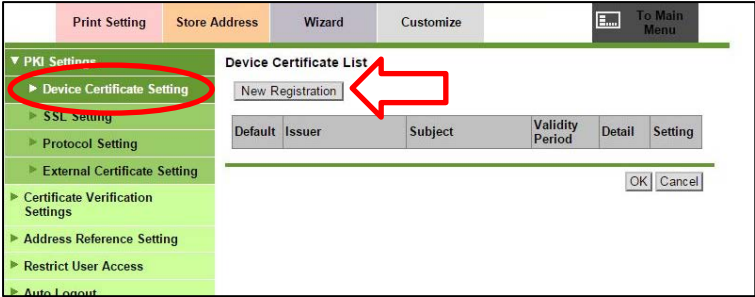 Print Setting
Store Address
Wizard
Customize
To Main
Menu
PKI Settings
Device Certificate Setting
SSL Setting
Protocol Setting
External Certificate Setting
Certificate Verification
Settings
Address Reference Setting
Restrict User Access
Auto Logout
Device Certificate List
New Registration
Default Issuer Subject Validity Period Detail Setting
OK Cancel